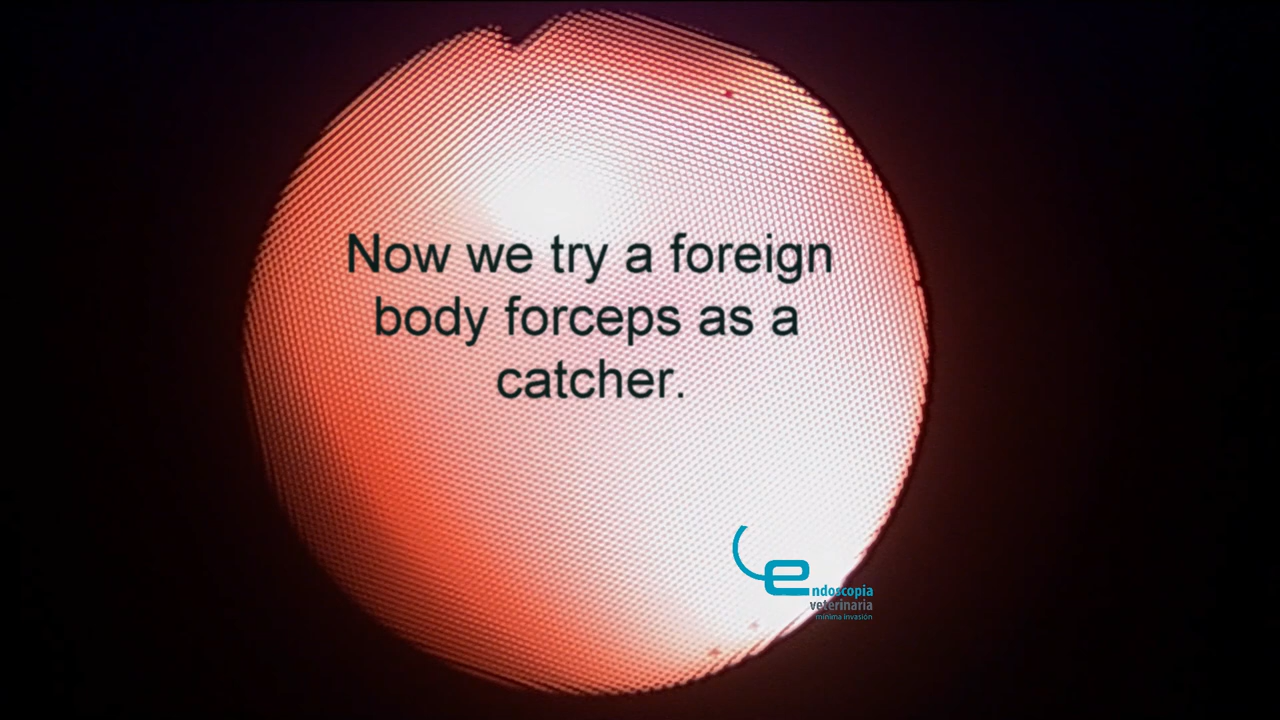 Now we try a foreign
body forceps as a
catcher.
endoscopia
veterinaria
mínima invasión